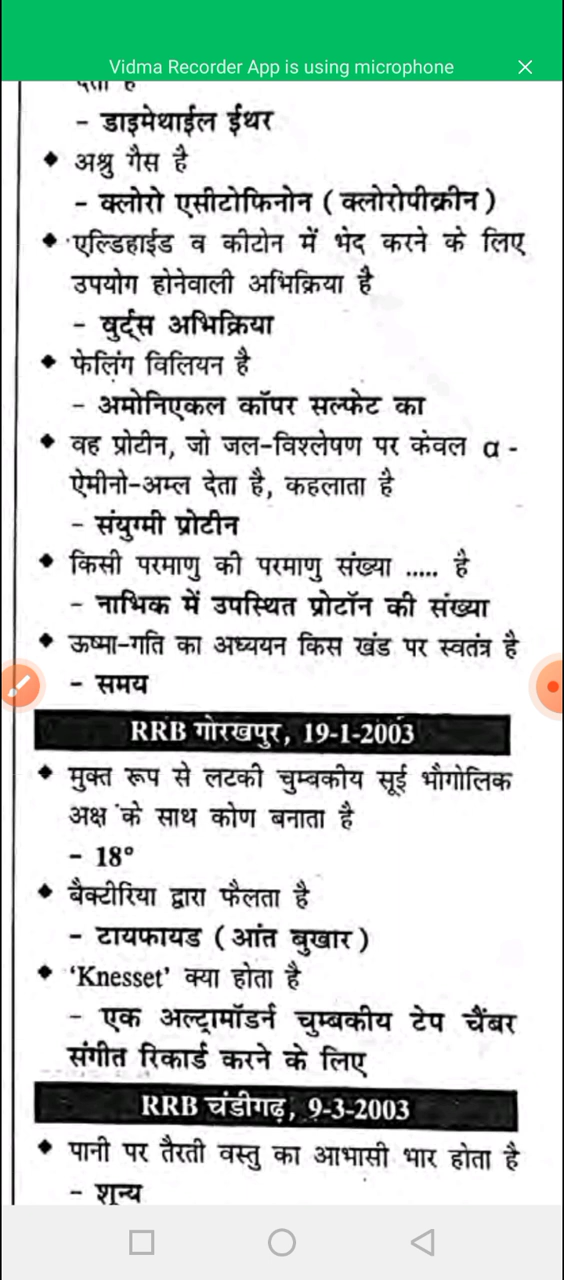 Vidma Recorder App is using microphone
देता है
- डाइमेथाईल ईथर
♦ अश्रु गैस है
- क्लोरो एसीटोफिनोन ( क्लोरोपीक्रीन )
♦ एल्डिहाईड व कीटोन में भेद करने के लिए
उपयोग होनेवाली अभिक्रिया है
- वुर्ट्स अभिक्रिया
♦ फेलिंग विलियन है
- अमोनिएकल कॉपर सल्फेट का
♦ वह प्रोटीन, जो जल-विश्लेषण पर केवल α -
ऐमीनो-अम्ल देता है, कहलाता है
- संयुग्मी प्रोटीन
♦ किसी परमाणु की परमाणु संख्या ..... है
- नाभिक में उपस्थित प्रोटॉन की संख्या
♦ ऊष्मा-गति का अध्ययन किस खंड पर स्वतंत्र है
- समय
RRB गोरखपुर, 19-1-2003
♦ मुक्त रूप से लटकी चुम्बकीय सूई भौगोलिक
अक्ष के साथ कोण बनाता है
- 18°
♦ बैक्टीरिया द्वारा फैलता है
- टायफायड ( आंत बुखार )
♦ 'Knesset' क्या होता है
- एक अल्ट्रामॉडर्न चुम्बकीय टेप चैंबर
संगीत रिकार्ड करने के लिए
RRB चंडीगढ़, 9-3-2003
♦ पानी पर तैरती वस्तु का आभासी भार होता है
- शून्य